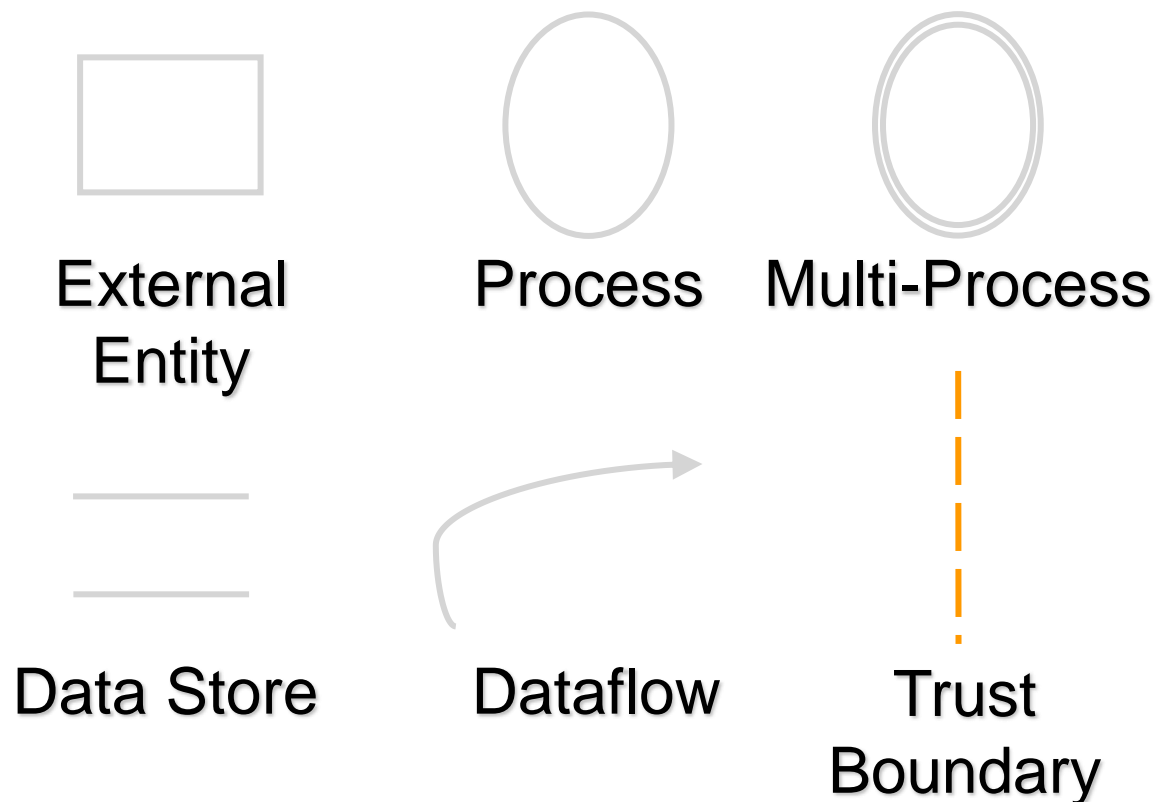 External
Entity
Process
Multi-Process
Data Store
Dataflow
Trust
Boundary